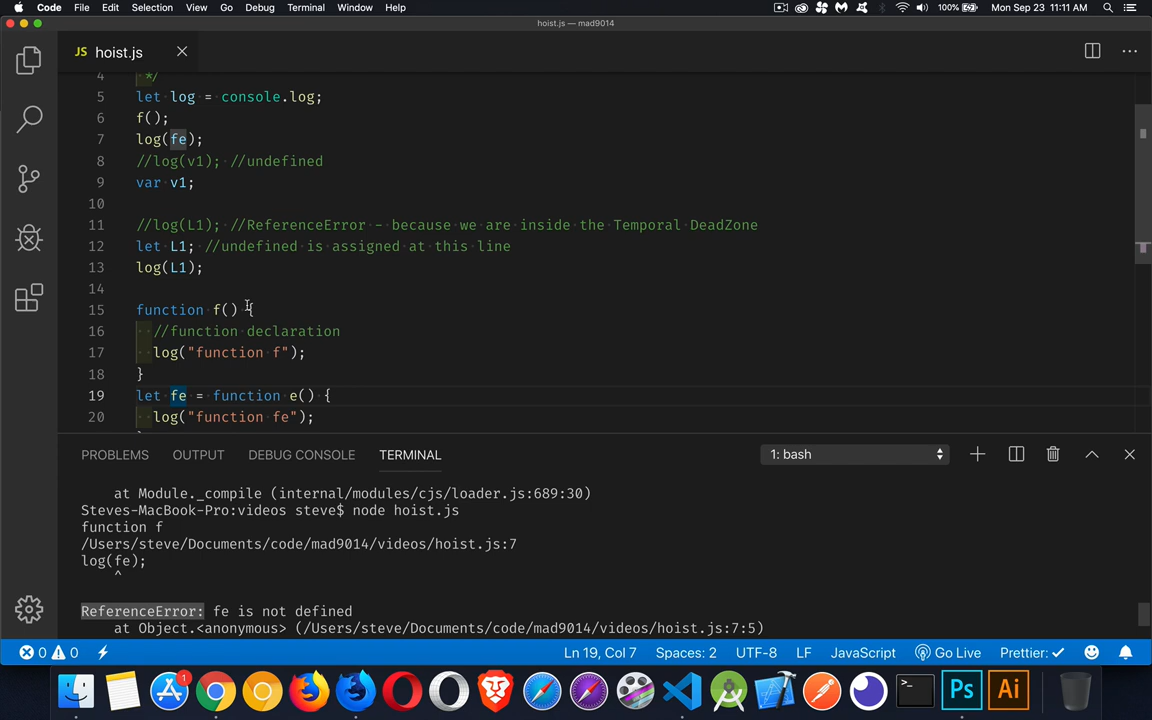 Code File Edit Selection View Go Debug Terminal Window Help 100% Mon Sep 23 11:11 AM
hoist.js — mad9014
JS hoist.js
4 */
5 let log = console.log;
6 f();
7 log(fe);
8 //log(v1); //undefined
9 var v1;
10
11 //log(L1); //ReferenceError - because we are inside the Temporal DeadZone
12 let L1; //undefined is assigned at this line
13 log(L1);
14
15 function f() {
16 //function declaration
17 log("function f");
18 }
19 let fe = function e() {
20 log("function fe");
PROBLEMS OUTPUT DEBUG CONSOLE TERMINAL 1: bash
at Module._compile (internal/modules/cjs/loader.js:689:30)
Steves-MacBook-Pro:videos steve$ node hoist.js
function f
/Users/steve/Documents/code/mad9014/videos/hoist.js:7
log(fe);
^
ReferenceError: fe is not defined
at Object.<anonymous> (/Users/steve/Documents/code/mad9014/videos/hoist.js:7:5)
0 0 Ln 19, Col 7 Spaces: 2 UTF-8 LF JavaScript Go Live Prettier: ✓
1
>_
Ps
Ai